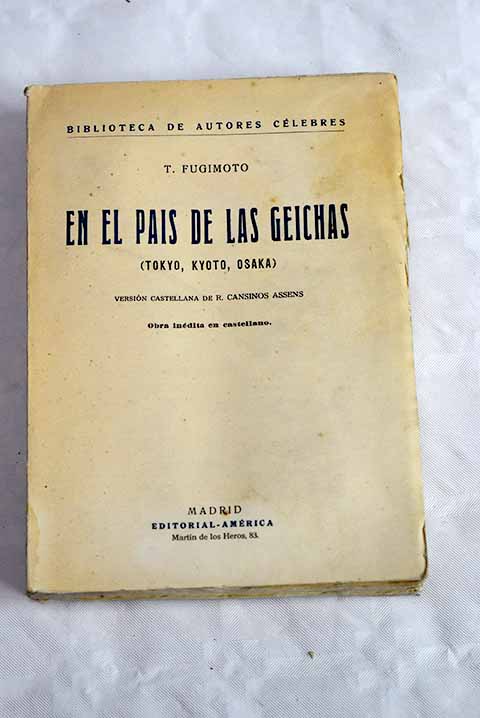 BIBLIOTECA DE AUTORES CÉLEBRES
T. FUGIMOTO
EN EL PAIS DE LAS GEICHAS
(TOKYO, KYOTO, OSAKA)
VERSIÓN CASTELLANA DE R. CANSINOS ASSENS
Obra inédita en castellano.
MADRID
EDITORIAL-AMÉRICA
Martín de los Heros, 83.